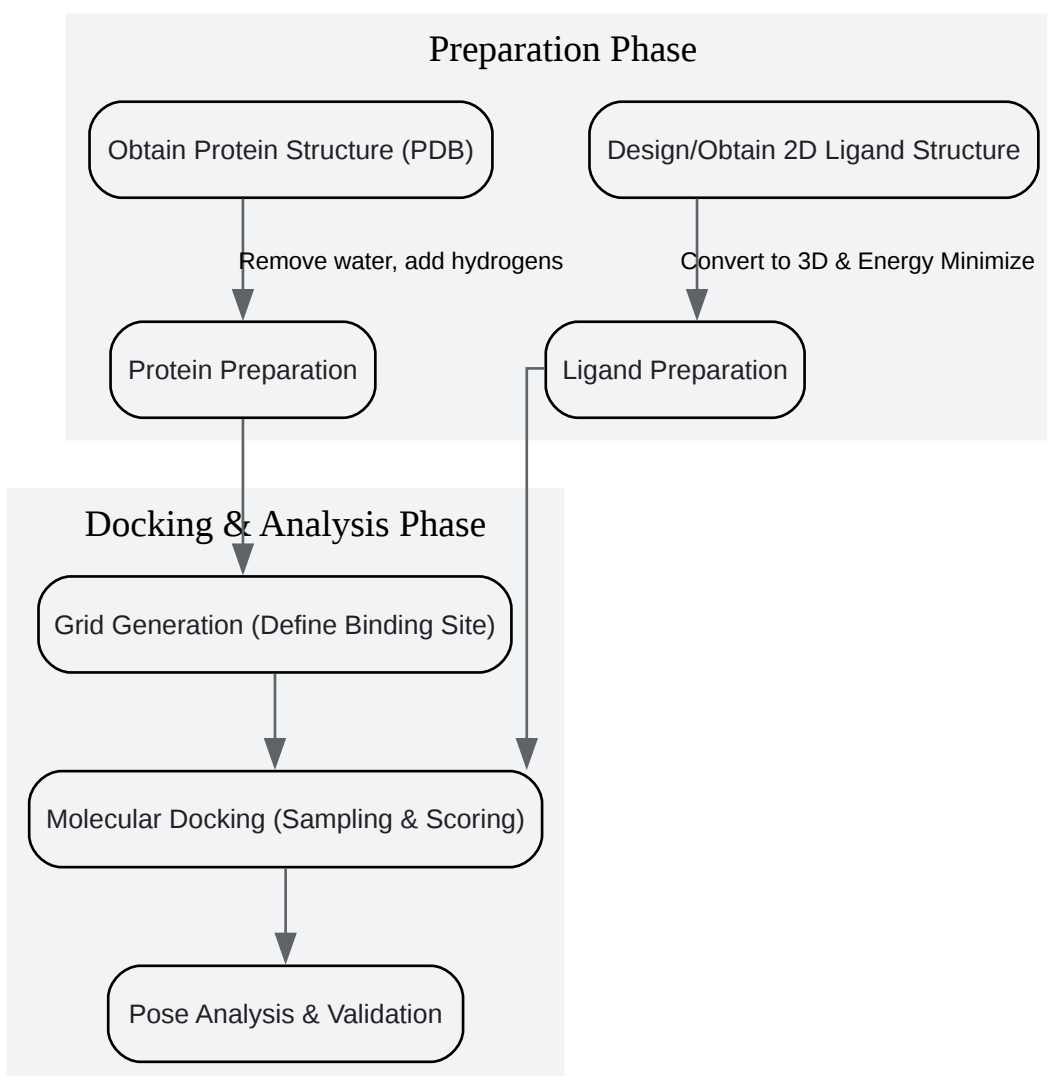 Preparation Phase
Obtain Protein Structure (PDB)
Design/Obtain 2D Ligand Structure
Remove water, add hydrogens
Convert to 3D & Energy Minimize
Protein Preparation
Ligand Preparation
Docking & Analysis Phase
Grid Generation (Define Binding Site)
Molecular Docking (Sampling & Scoring)
Pose Analysis & Validation